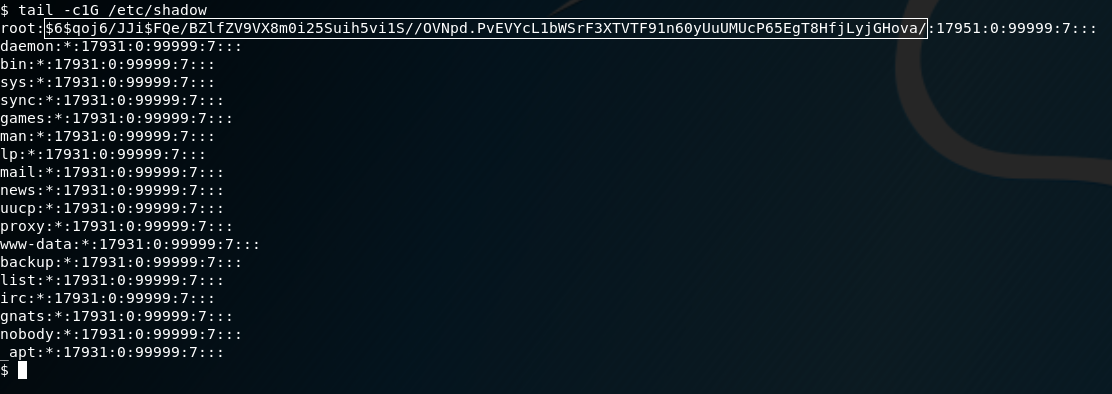 $ tail -c1G /etc/shadow
root:$6$qoj6/JJi$FQe/BZlfZV9VX8m0i25Suih5vi1S//OVNpd.PvEVYcL1bWSrF3XTVTF91n60yUuUMUcP65EgT8HfjLyjGHova/:17951:0:99999:7:::
daemon:*:17931:0:99999:7:::
bin:*:17931:0:99999:7:::
sys:*:17931:0:99999:7:::
sync:*:17931:0:99999:7:::
games:*:17931:0:99999:7:::
man:*:17931:0:99999:7:::
lp:*:17931:0:99999:7:::
mail:*:17931:0:99999:7:::
news:*:17931:0:99999:7:::
uucp:*:17931:0:99999:7:::
proxy:*:17931:0:99999:7:::
www-data:*:17931:0:99999:7:::
backup:*:17931:0:99999:7:::
list:*:17931:0:99999:7:::
irc:*:17931:0:99999:7:::
gnats:*:17931:0:99999:7:::
nobody:*:17931:0:99999:7:::
_apt:*:17931:0:99999:7:::
$